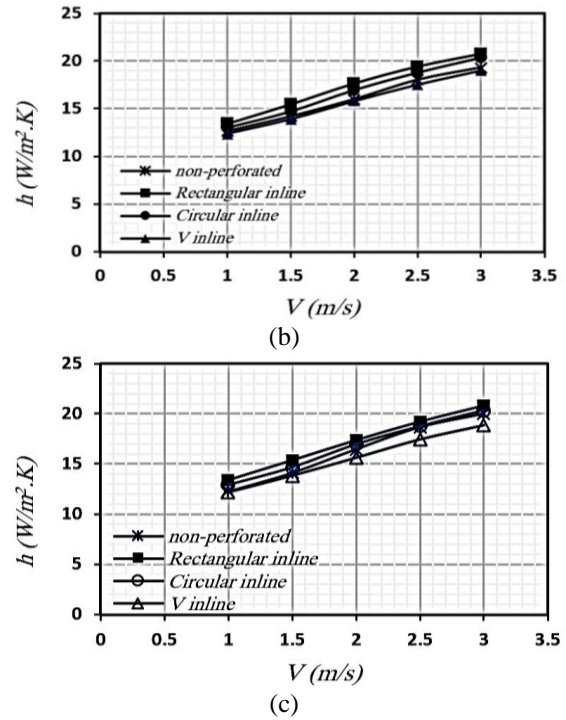 25
20
15
10
5
0
h (W/m².K)
non-perforated
Rectangular inline
Circular inline
V inline
0 0.5 1 1.5 2 2.5 3 3.5
V (m/s)
(b)
25
20
15
10
5
0
h (W/m².K)
non-perforated
Rectangular inline
Circular inline
V inline
0 0.5 1 1.5 2 2.5 3 3.5
V (m/s)
(c)